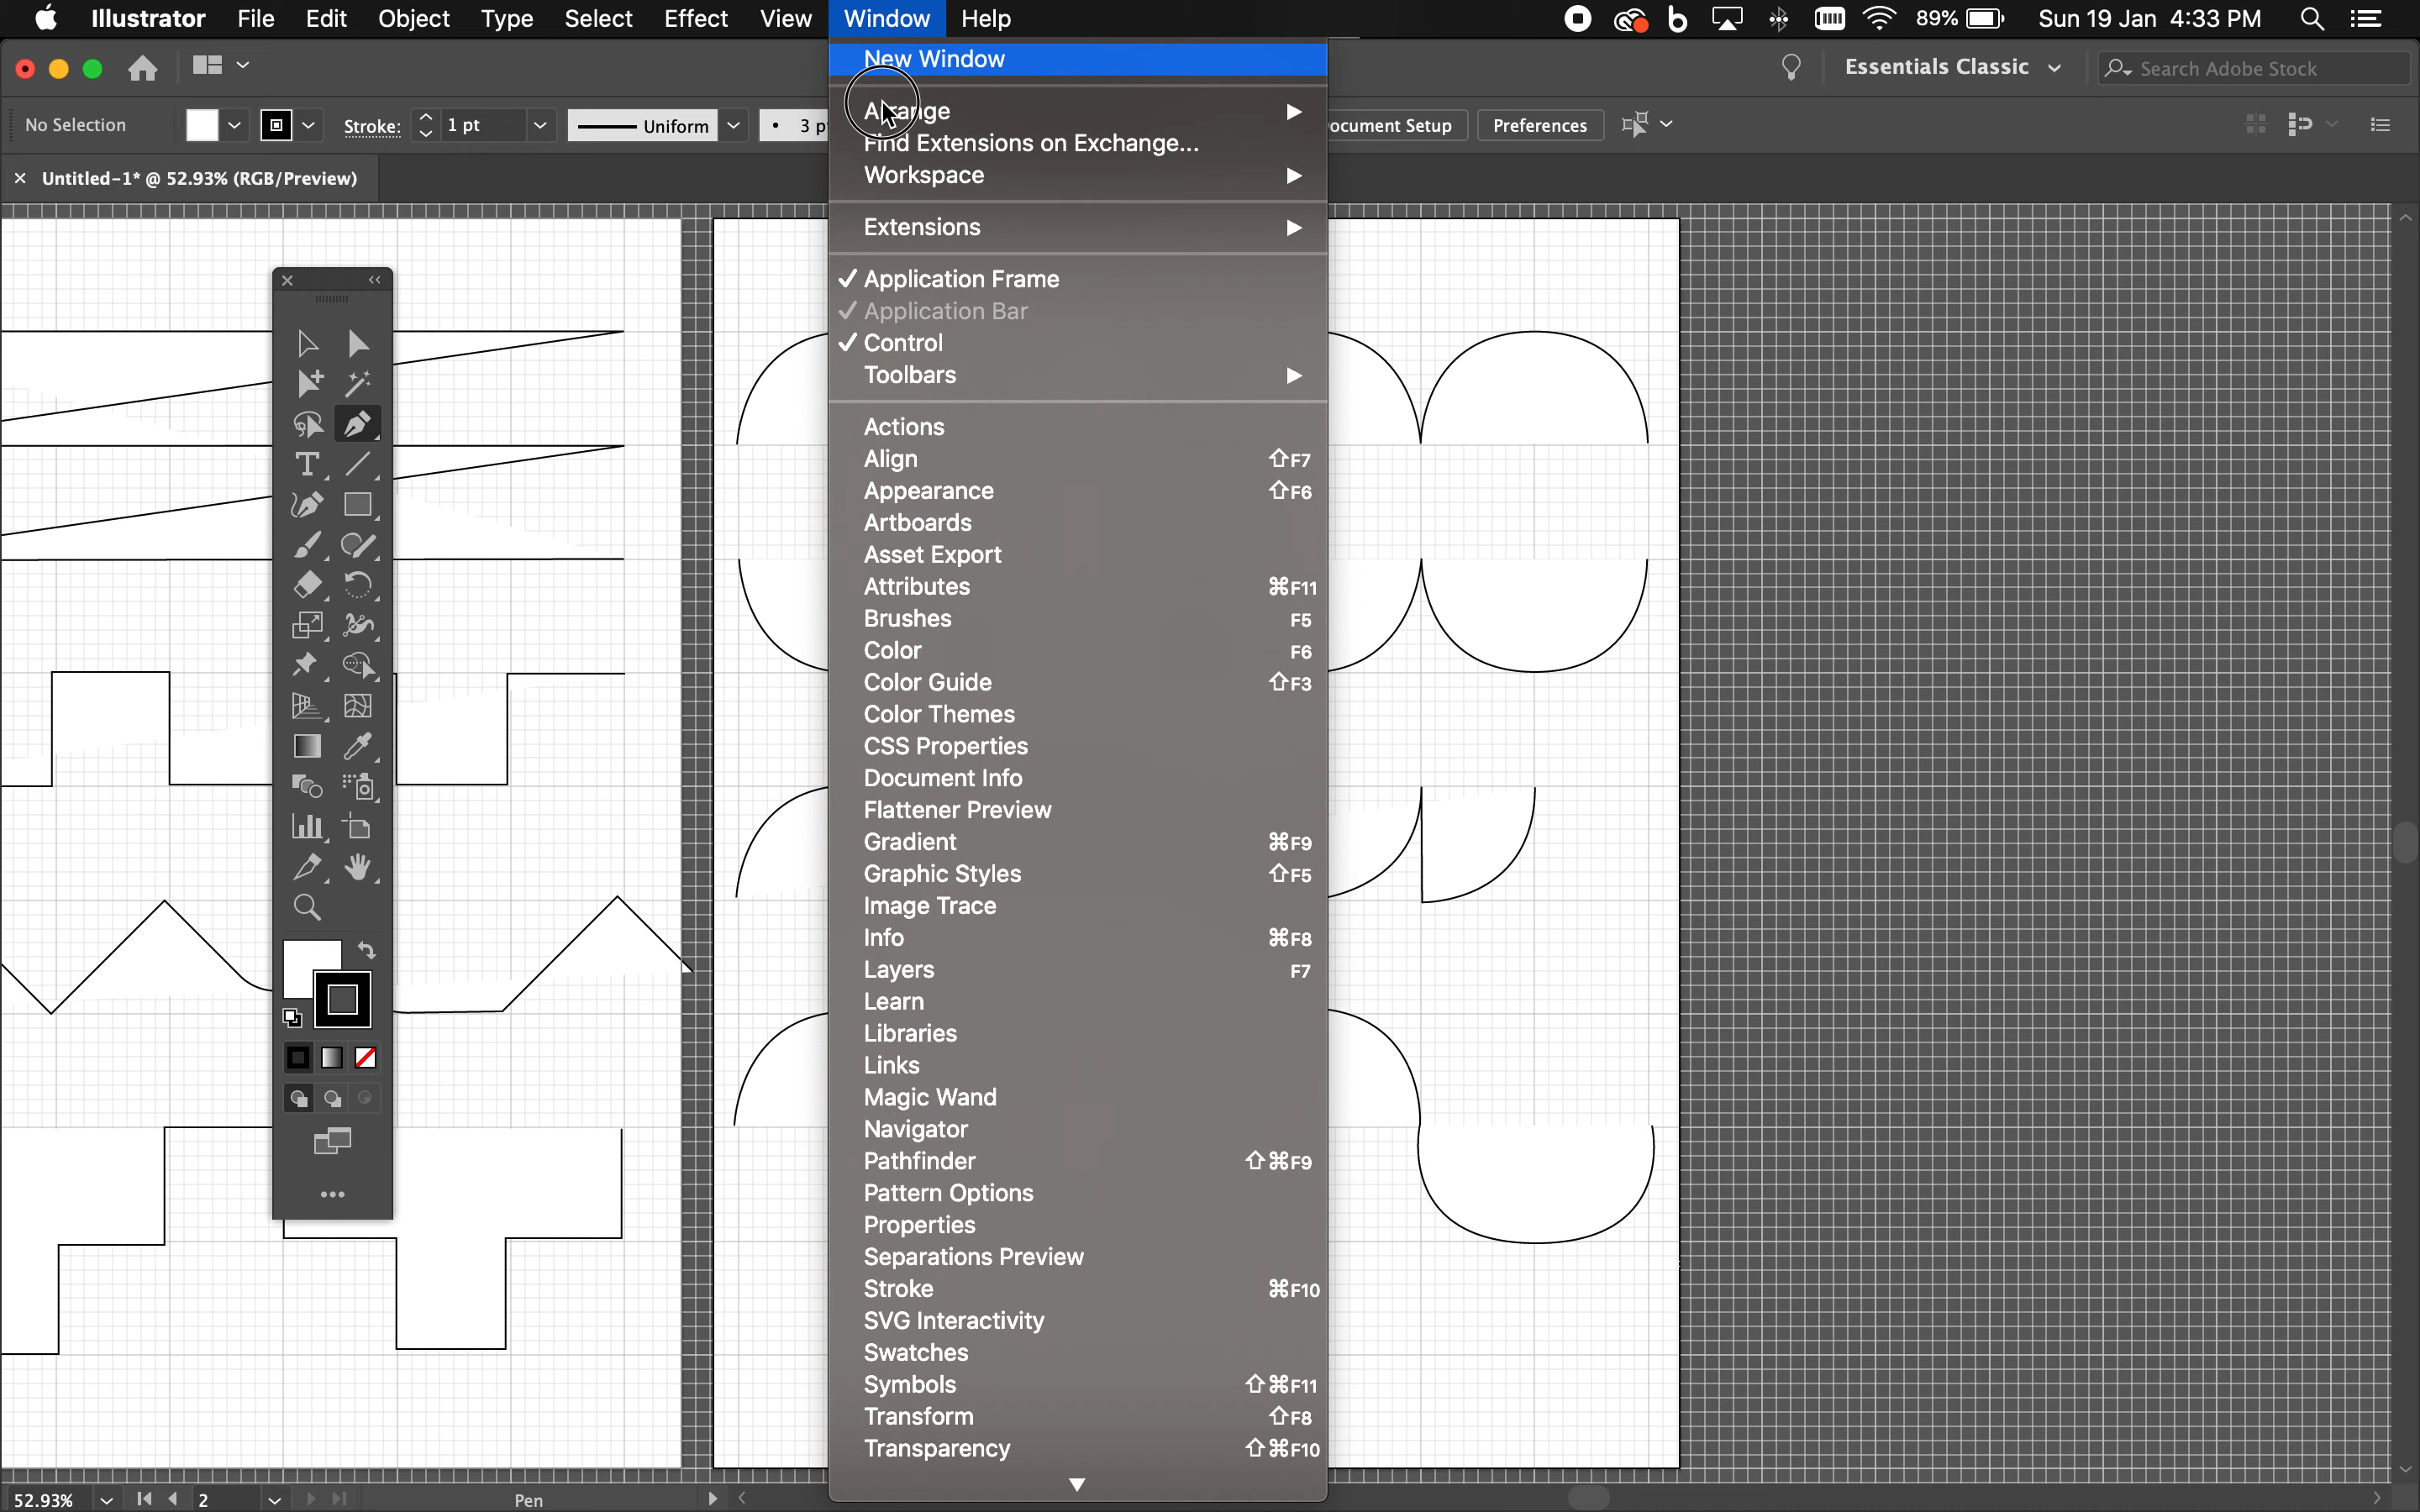 Illustrator File Edit Object Type Select Effect View Window Help 89% Sun 19 Jan 4:33 PM
Essentials Classic Search Adobe Stock
No Selection Stroke: 1 pt Uniform 3 pt Document Setup Preferences
Untitled-1* @ 52.93% (RGB/Preview)
New Window
Arrange
Find Extensions on Exchange...
Workspace
Extensions
✓ Application Frame
✓ Application Bar
✓ Control
Toolbars
Actions
Align ⇧F7
Appearance ⇧F6
Artboards
Asset Export
Attributes ⌘F11
Brushes F5
Color F6
Color Guide ⇧F3
Color Themes
CSS Properties
Document Info
Flattener Preview
Gradient ⌘F9
Graphic Styles ⇧F5
Image Trace
Info ⌘F8
Layers F7
Learn
Libraries
Links
Magic Wand
Navigator
Pathfinder ⇧⌘F9
Pattern Options
Properties
Separations Preview
Stroke ⌘F10
SVG Interactivity
Swatches
Symbols ⇧⌘F11
Transform ⇧F8
Transparency ⇧⌘F10
52.93% 2 Pen